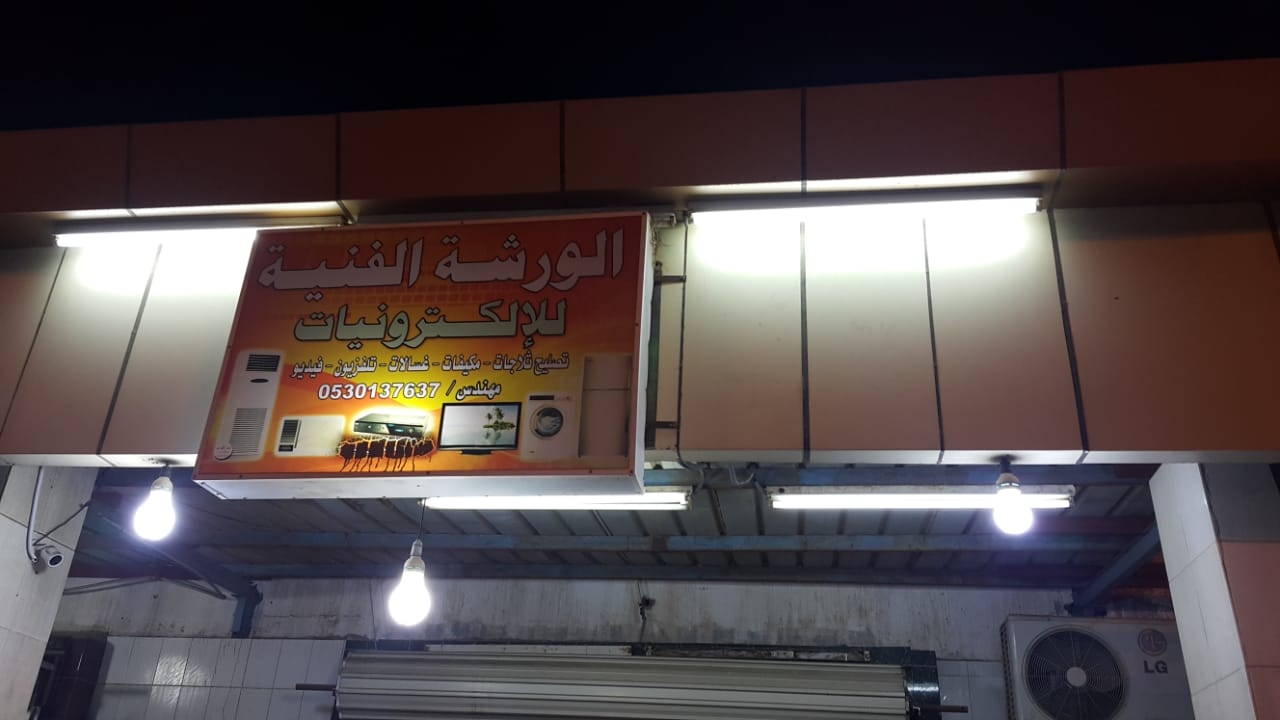 الورشة الفنية
للإلكترونيات
تصليح ثلاجات - مكيفات - غسالات - تلفزيون - فيديو
مهندس / 0530137637
LG